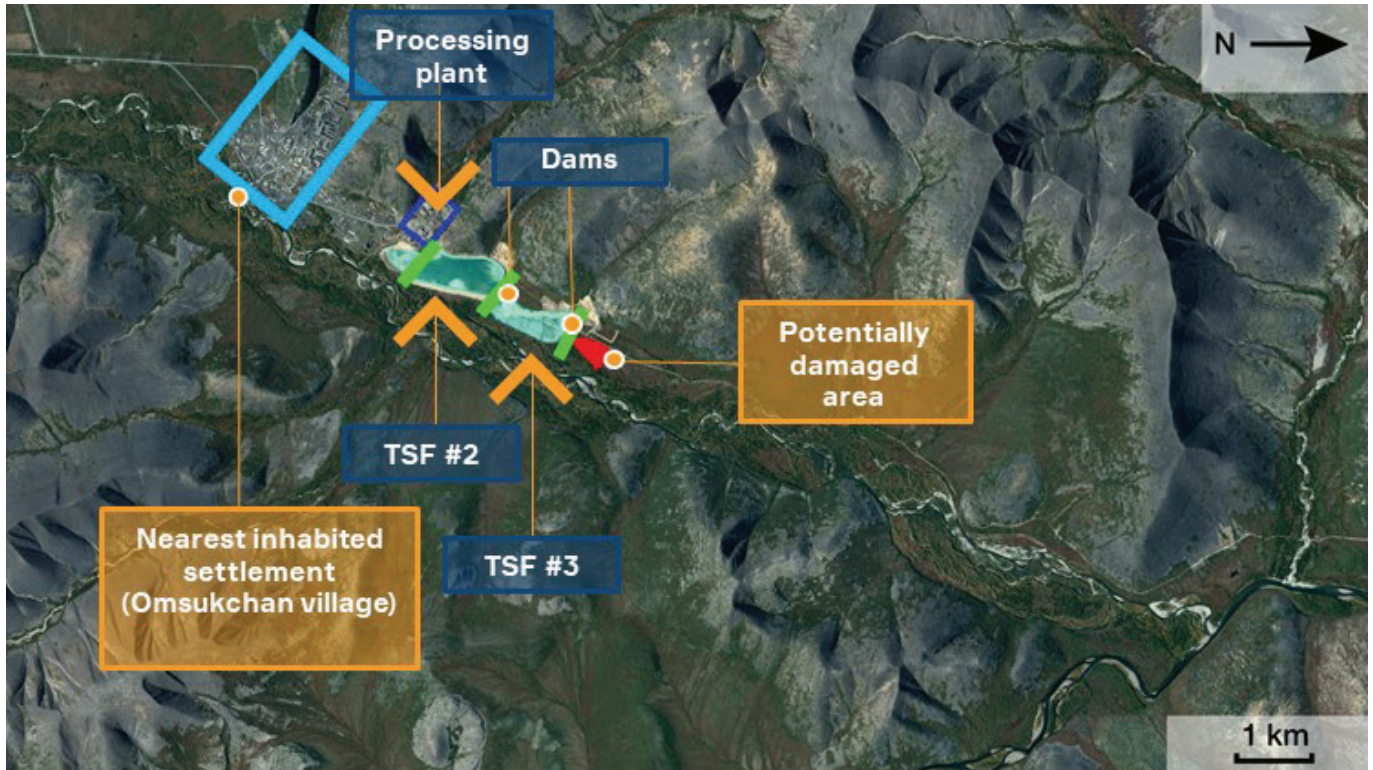 N
Processing
plant
Dams
Potentially
damaged
area
TSF #2
TSF #3
Nearest inhabited
settlement
(Omsukchan village)
1 km